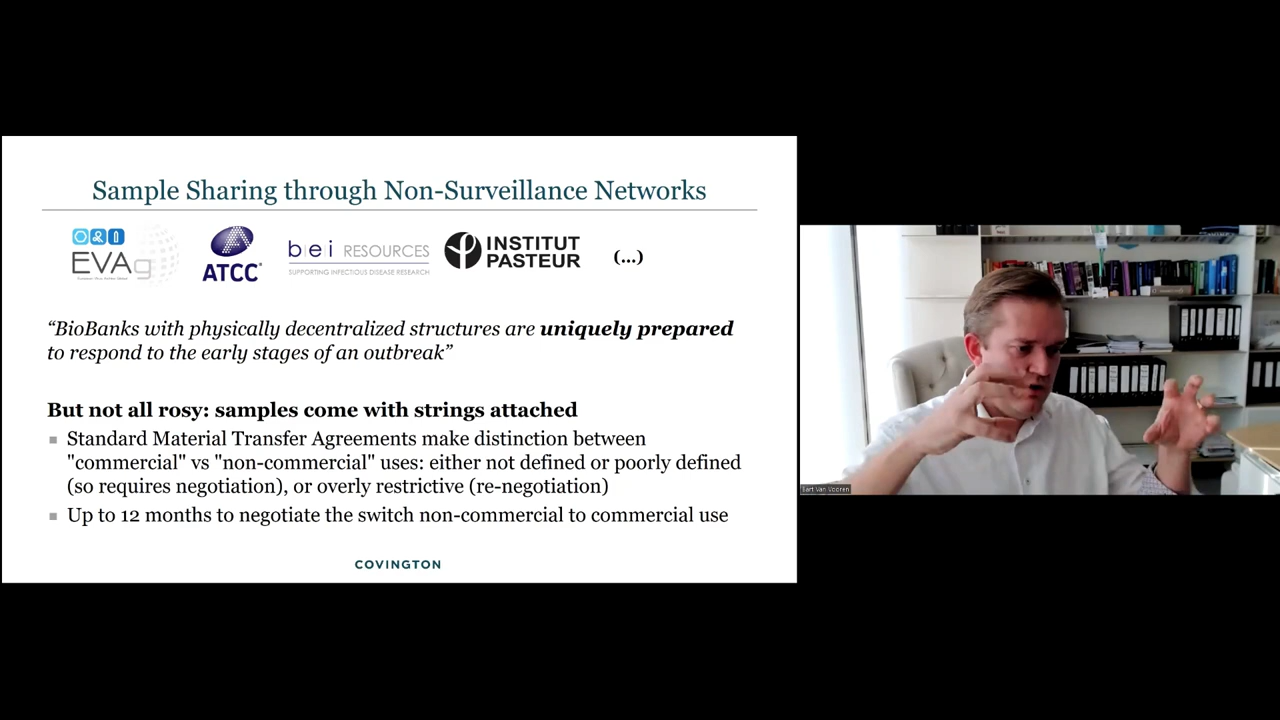 Sample Sharing through Non-Surveillance Networks
EVAg
ATCC
bei RESOURCES
SUPPORTING INFECTIOUS DISEASE RESEARCH
INSTITUT
PASTEUR
(...)
“BioBanks with physically decentralized structures are uniquely prepared
to respond to the early stages of an outbreak”
But not all rosy: samples come with strings attached
Standard Material Transfer Agreements make distinction between
"commercial" vs "non-commercial" uses: either not defined or poorly defined
(so requires negotiation), or overly restrictive (re-negotiation)
Up to 12 months to negotiate the switch non-commercial to commercial use
COVINGTON
Bart Van Vooren